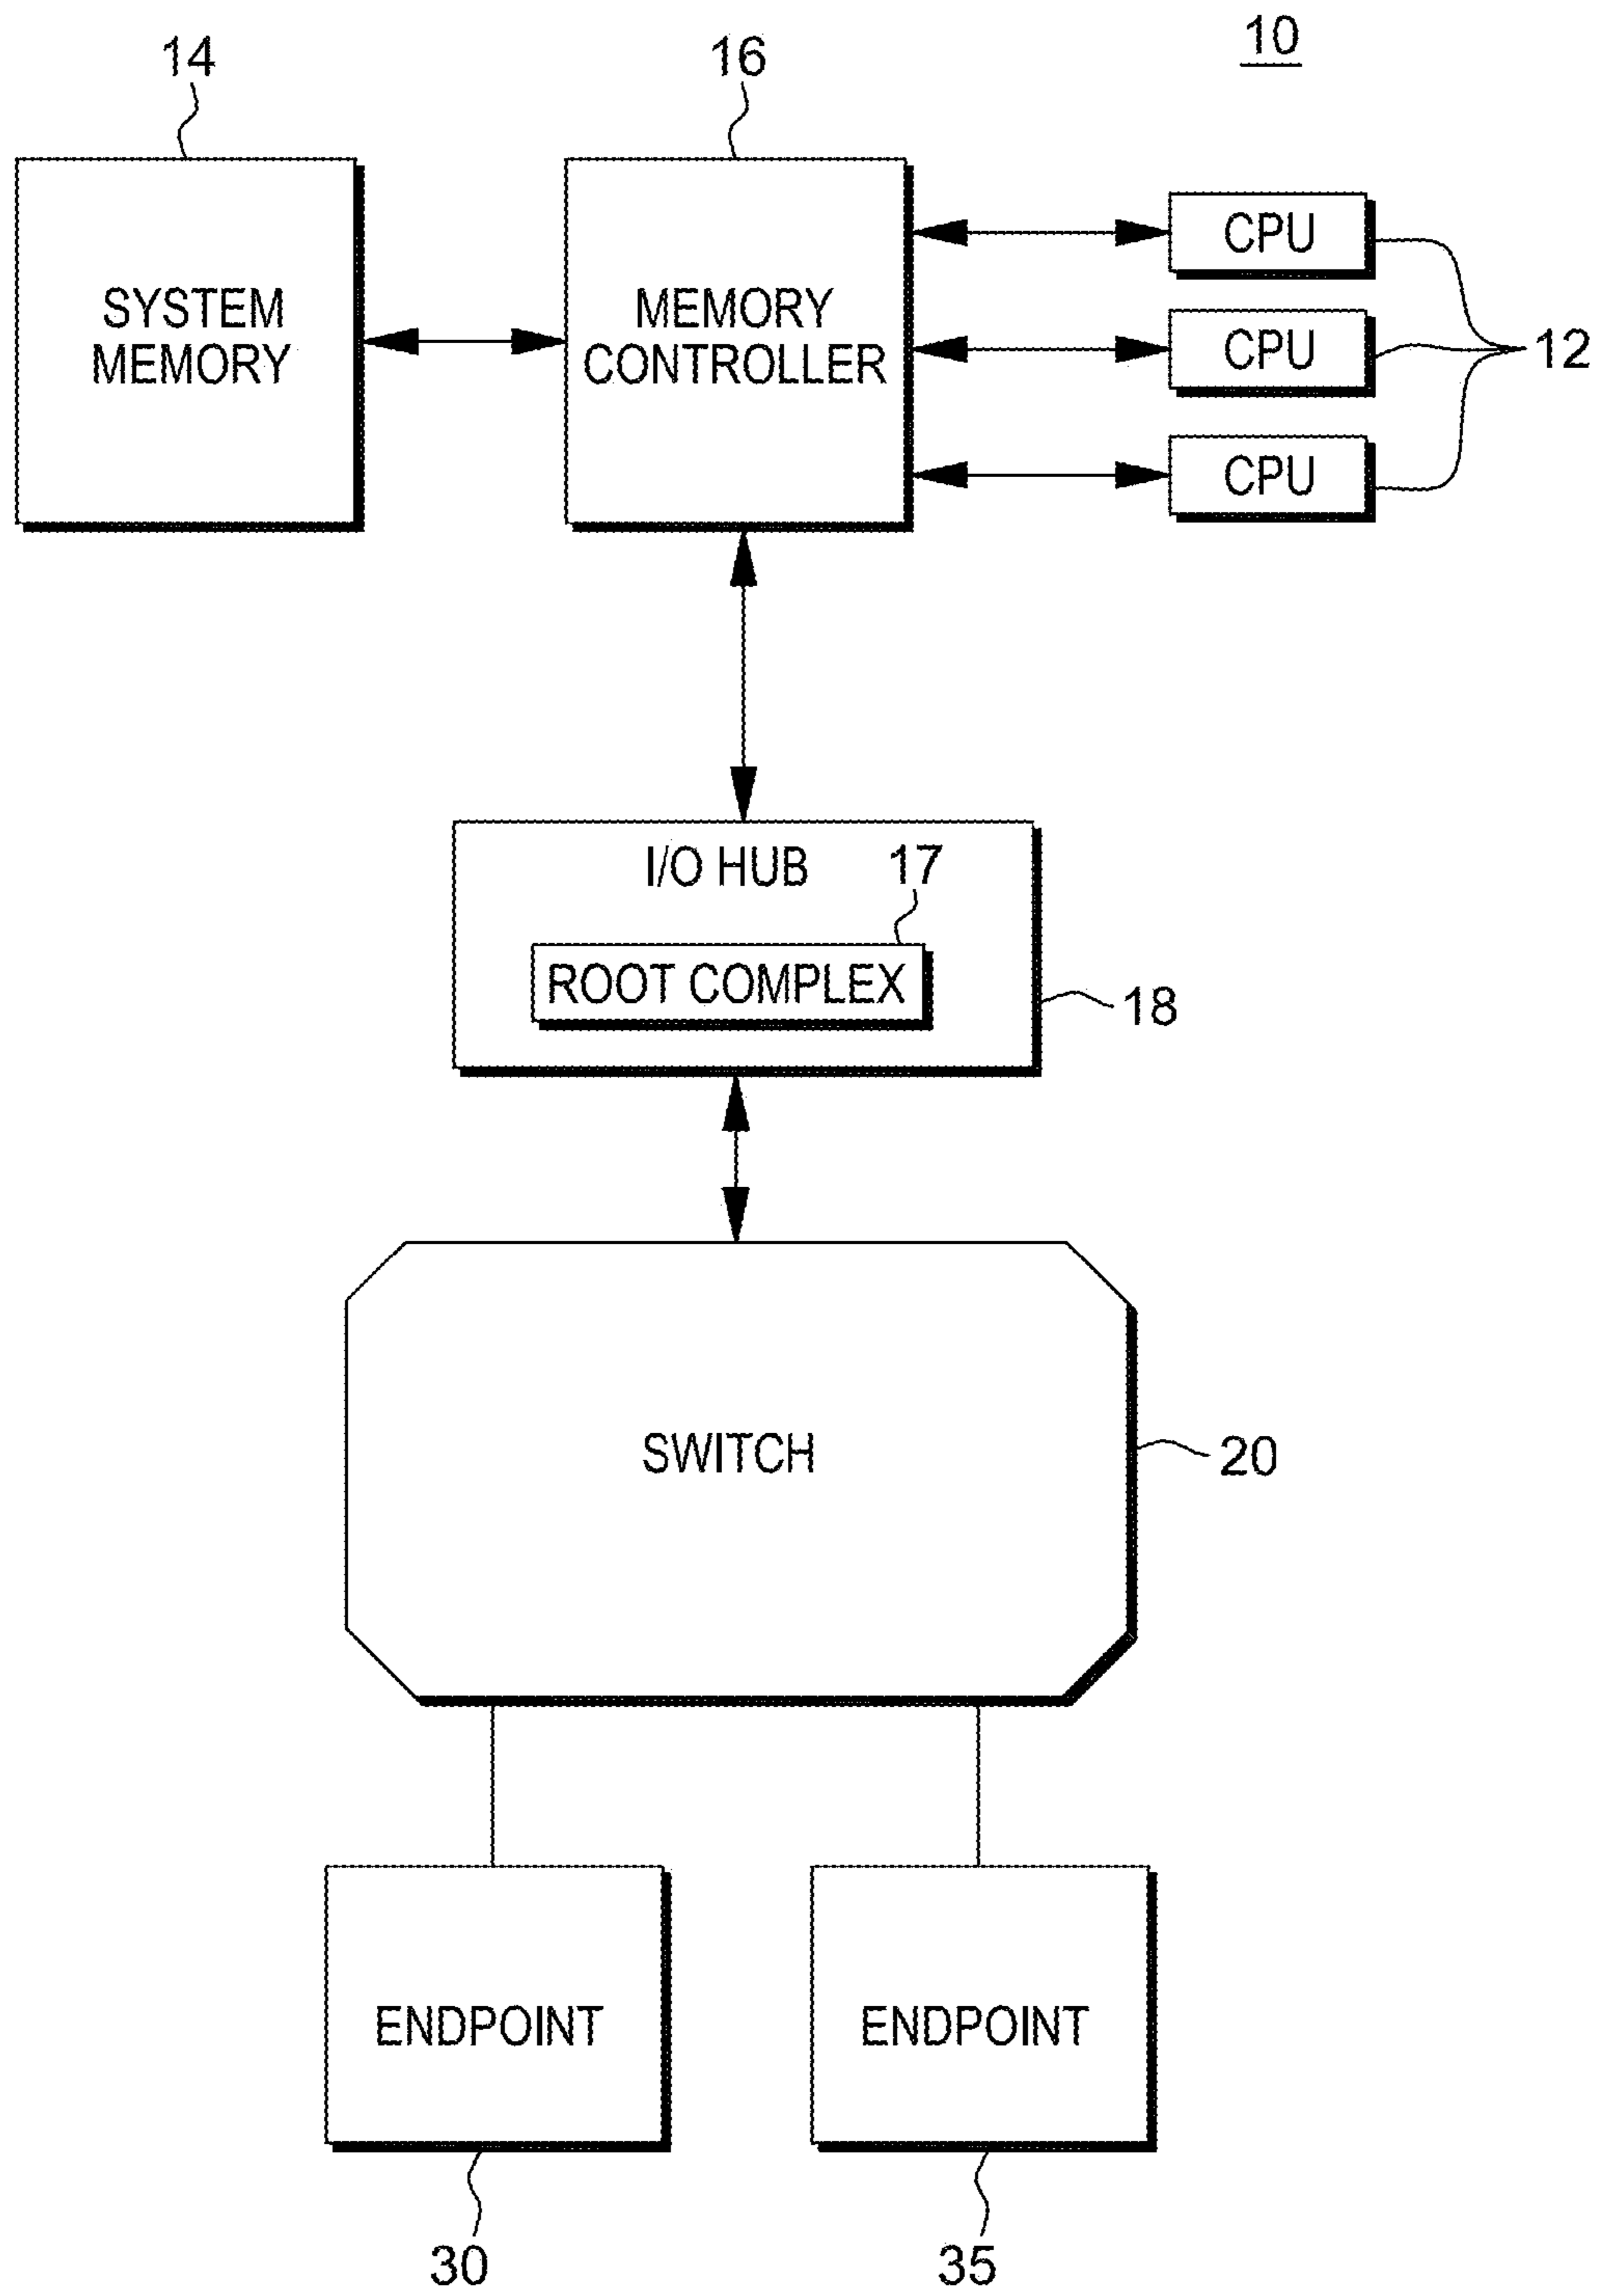 10
14
16
SYSTEM
MEMORY
MEMORY
CONTROLLER
CPU
CPU
CPU
12
I/O HUB
17
ROOT COMPLEX
18
SWITCH
20
ENDPOINT
ENDPOINT
30
35